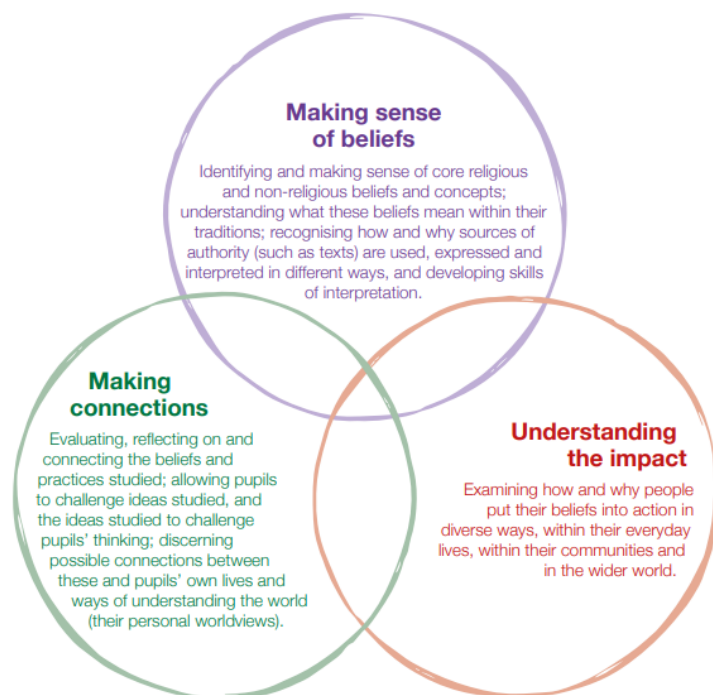 Making sense
of beliefs
Identifying and making sense of core religious
and non-religious beliefs and concepts;
understanding what these beliefs mean within their
traditions; recognising how and why sources of
authority (such as texts) are used, expressed and
interpreted in different ways, and developing skills
of interpretation.
Making
connections
Evaluating, reflecting on and
connecting the beliefs and
practices studied; allowing pupils
to challenge ideas studied, and
the ideas studied to challenge
pupils’ thinking; discerning
possible connections between
these and pupils’ own lives and
ways of understanding the world
(their personal worldviews).
Understanding
the impact
Examining how and why people
put their beliefs into action in
diverse ways, within their everyday
lives, within their communities and
in the wider world.